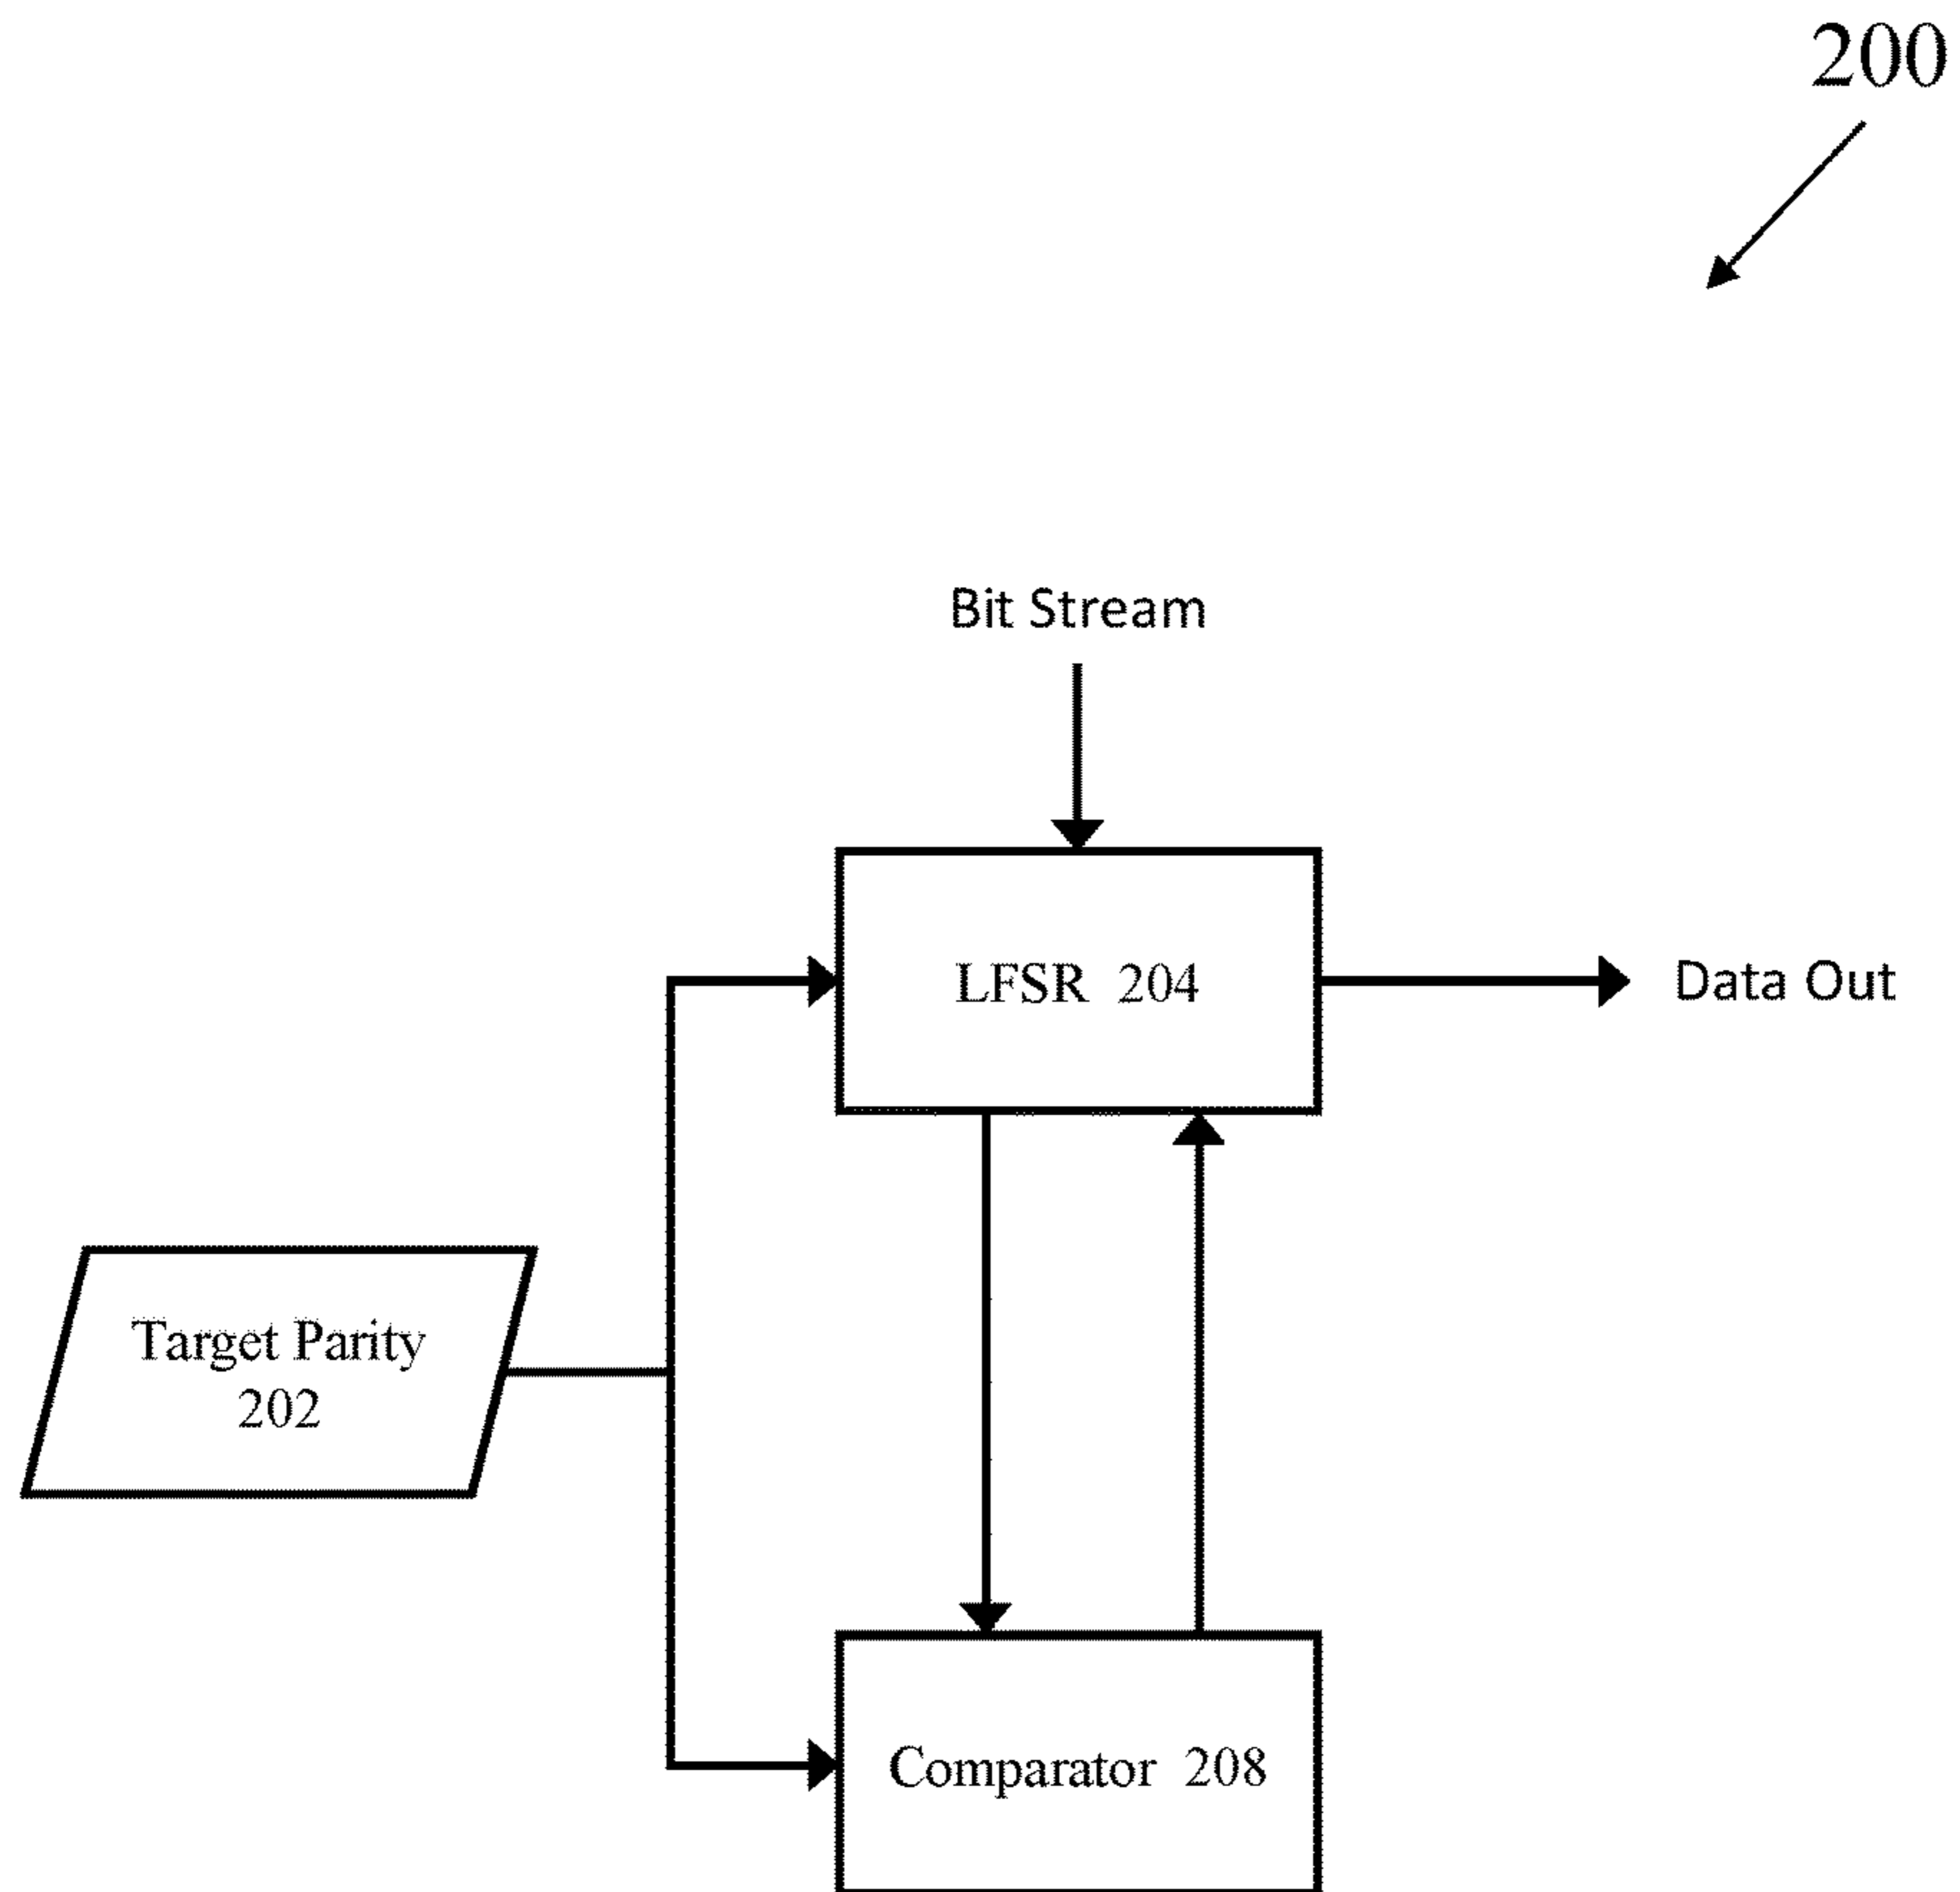 200
Bit Stream
LFSR 204
Data Out
Target Parity
202
Comparator 208